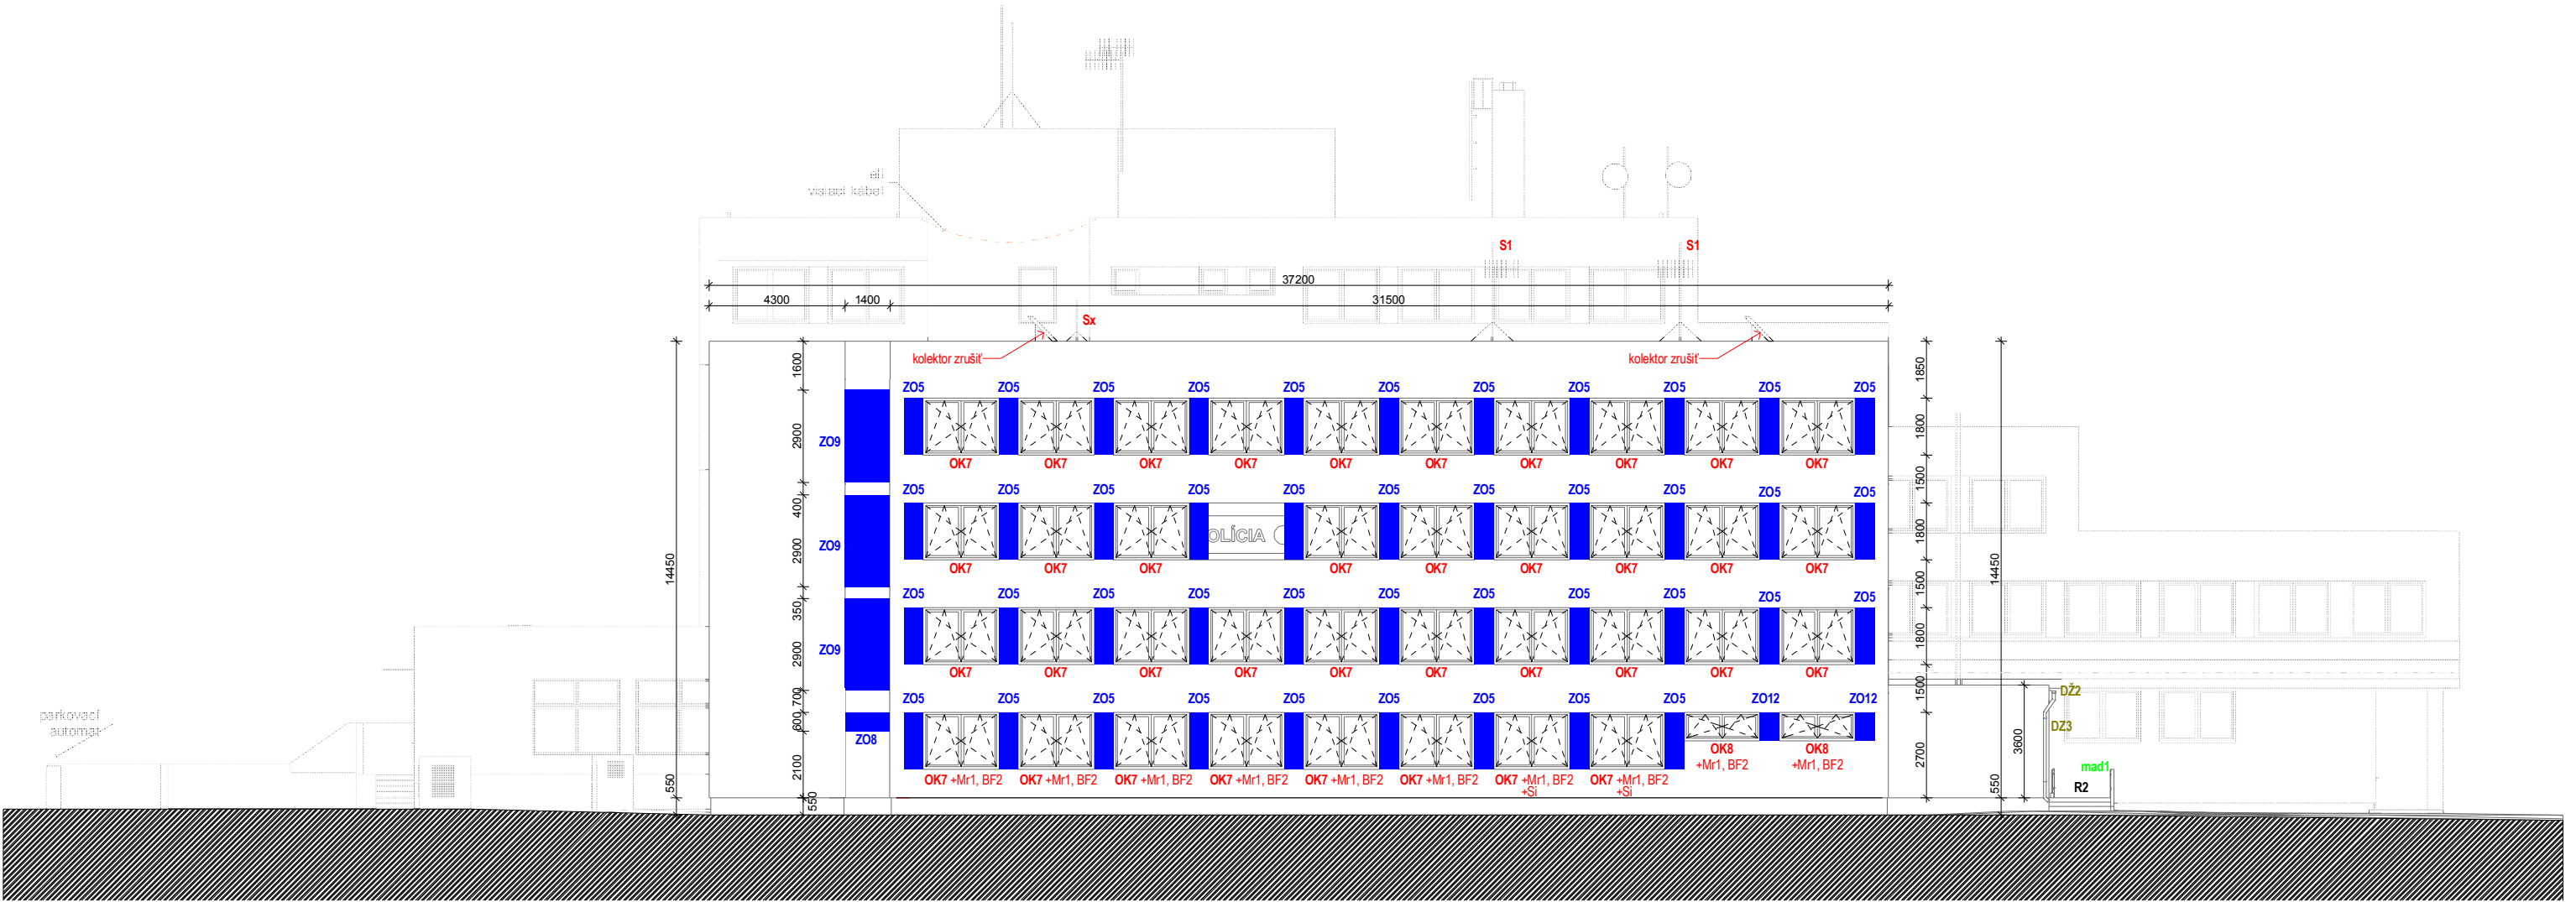 oli
visiaci kábel
S1 S1
37200
4300 1400 31500
Sx
kolektor zrušiť kolektor zrušiť
1600 18500
ZO5 ZO5 ZO5 ZO5 ZO5 ZO5 ZO5 ZO5 ZO5 ZO5 ZO5
2900 ZO9 1800
OK7 OK7 OK7 OK7 OK7 OK7 OK7 OK7 OK7 OK7
400 1500
ZO5 ZO5 ZO5 ZO5 ZO5 ZO5 ZO5 ZO5 ZO5 ZO5 ZO5
2900 ZO9 OLÍCIA 1800
OK7 OK7 OK7 OK7 OK7 OK7 OK7 OK7 OK7
14450 14450
350 1500
ZO5 ZO5 ZO5 ZO5 ZO5 ZO5 ZO5 ZO5 ZO5 ZO5 ZO5
2900 ZO9 1800
OK7 OK7 OK7 OK7 OK7 OK7 OK7 OK7 OK7 OK7
700 1500
ZO5 ZO5 ZO5 ZO5 ZO5 ZO5 ZO5 ZO5 ZO5 ZO12 ZO12
DŽ2
parkovací
automat
600
ZO8
DZ3
3600
OK8 OK8
+Mr1, BF2 +Mr1, BF2
2100 2700
mad1
R2
OK7 +Mr1, BF2 OK7 +Mr1, BF2 OK7 +Mr1, BF2 OK7 +Mr1, BF2 OK7 +Mr1, BF2 OK7 +Mr1, BF2 OK7 +Mr1, BF2 OK7 +Mr1, BF2
+Si +Si
550 550 550